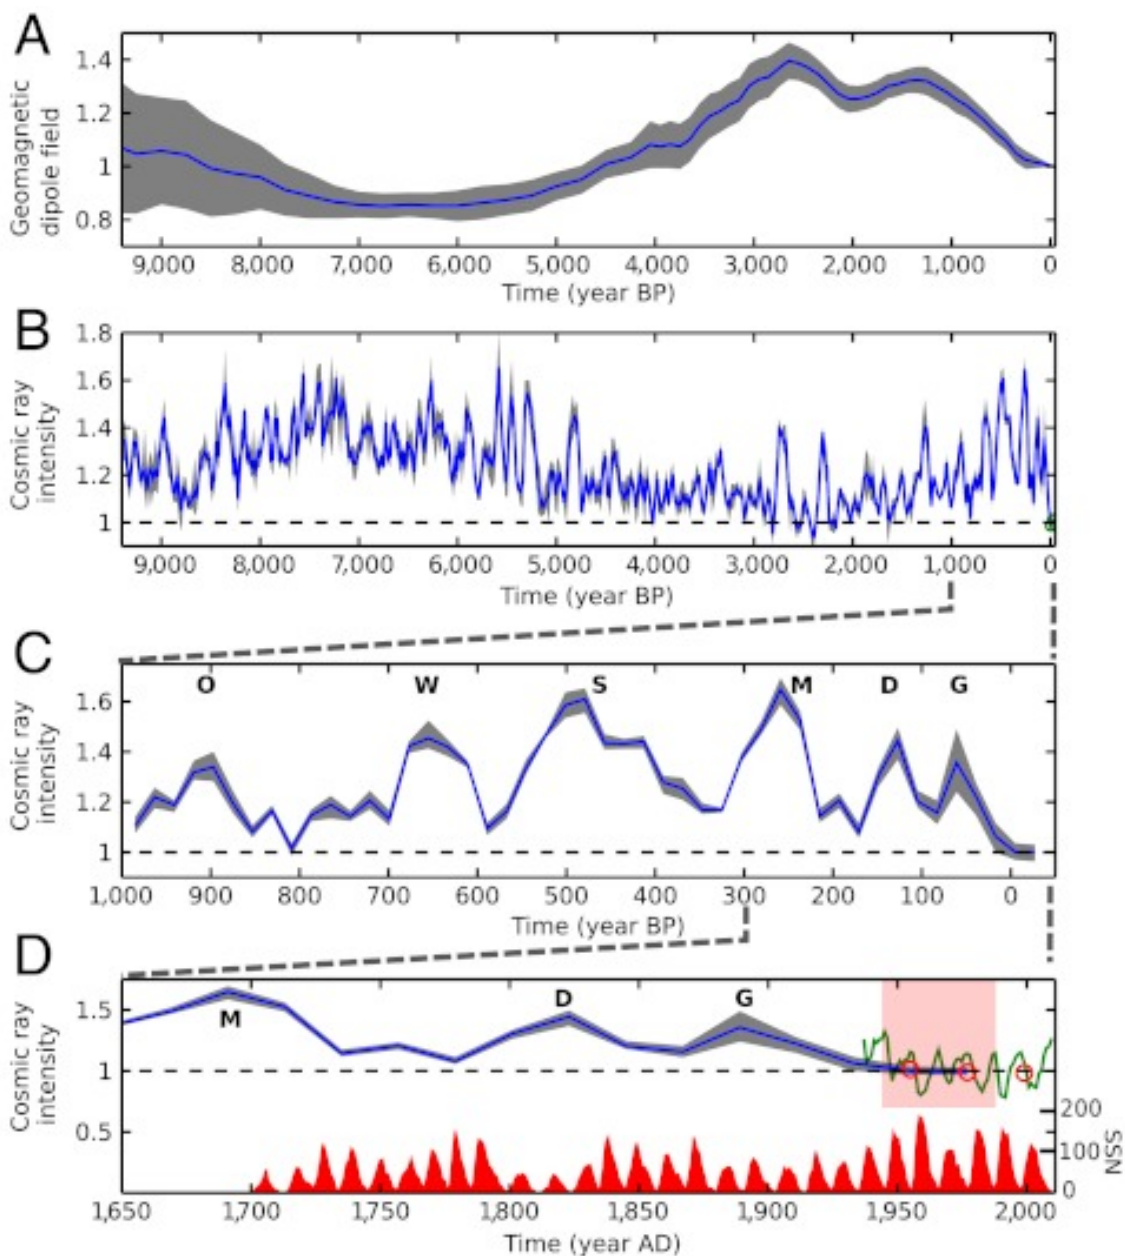 A
Geomagnetic
dipole field
1.4
1.2
1
0.8
9,000 8,000 7,000 6,000 5,000 4,000 3,000 2,000 1,000 0
Time (year BP)
B
Cosmic ray
intensity
1.8
1.6
1.4
1.2
1
9,000 8,000 7,000 6,000 5,000 4,000 3,000 2,000 1,000 0
Time (year BP)
C
Cosmic ray
intensity
O W S M D G
1.6
1.4
1.2
1
1,000 900 800 700 600 500 400 300 200 100 0
Time (year BP)
D
Cosmic ray
intensity
1.5
1
0.5
M D G
200
100
0
SSN
1,650 1,700 1,750 1,800 1,850 1,900 1,950 2,000
Time (year AD)